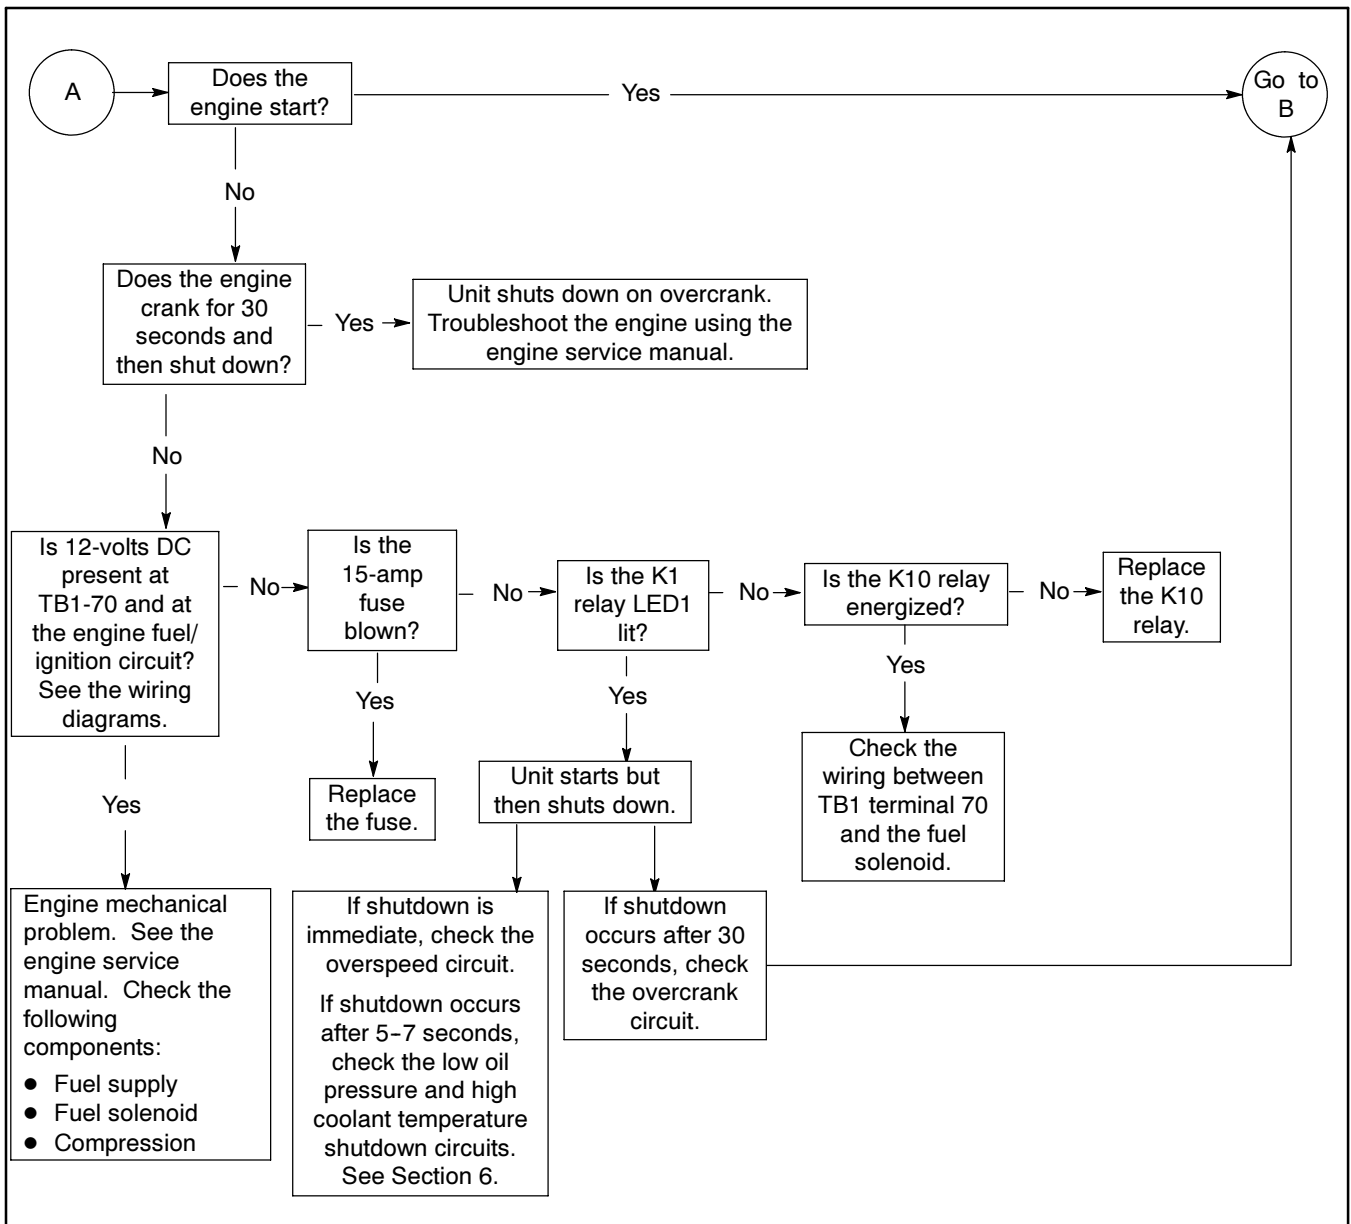 A
Does the
engine start?
Yes
Go to
B
No
Does the engine
crank for 30
seconds and
then shut down?
Yes
Unit shuts down on overcrank.
Troubleshoot the engine using the
engine service manual.
No
Is 12-volts DC
present at
TB1-70 and at
the engine fuel/
ignition circuit?
See the wiring
diagrams.
No
Is the
15-amp
fuse
blown?
No
Is the K1
relay LED1
lit?
No
Is the K10 relay
energized?
No
Replace
the K10
relay.
Yes
Yes
Yes
Yes
Engine mechanical
problem. See the
engine service
manual. Check the
following
components:
● Fuel supply
● Fuel solenoid
● Compression
Replace
the fuse.
Unit starts but
then shuts down.
Check the
wiring between
TB1 terminal 70
and the fuel
solenoid.
If shutdown is
immediate, check the
overspeed circuit.
If shutdown occurs
after 5-7 seconds,
check the low oil
pressure and high
coolant temperature
shutdown circuits.
See Section 6.
If shutdown
occurs after 30
seconds, check
the overcrank
circuit.